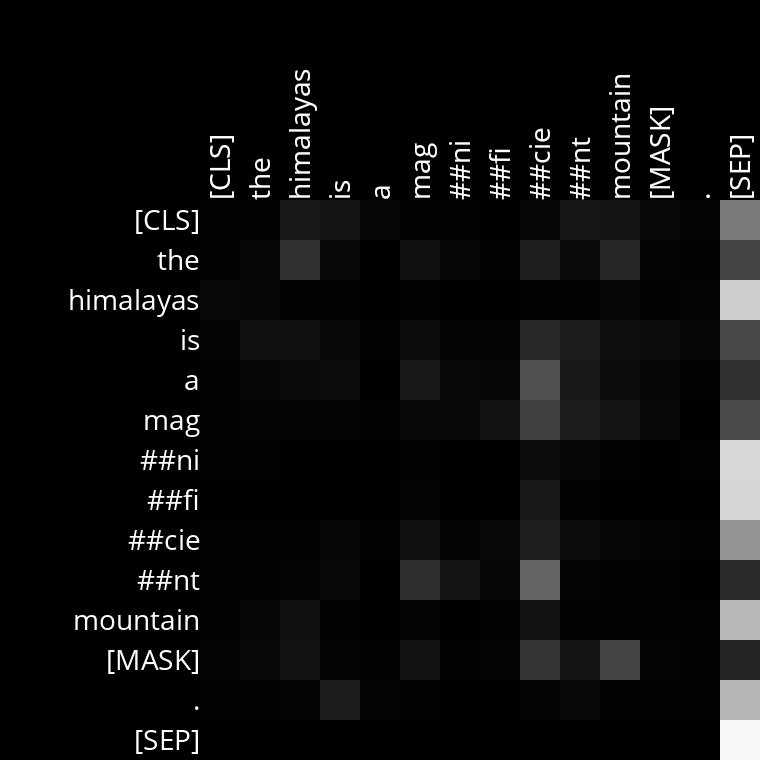 [CLS] the himalayas is a mag ##ni ##fi ##cie ##nt mountain [MASK] . [SEP]
[CLS]
the
himalayas
is
a
mag
##ni
##fi
##cie
##nt
mountain
[MASK]
.
[SEP]